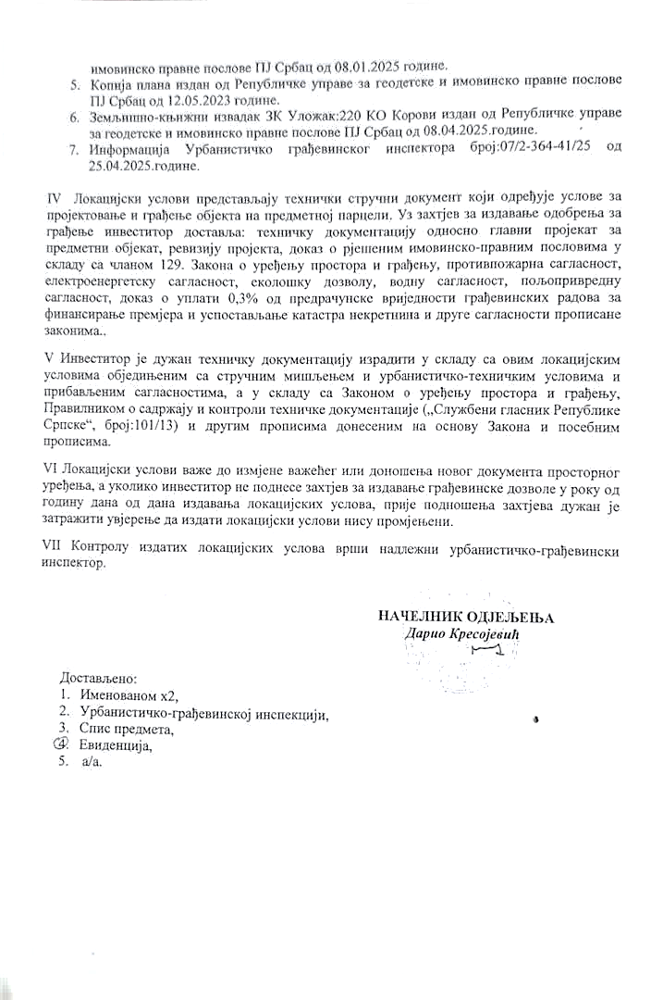 имовинско правне послове ПЈ Србац од 08.01.2025 године.
5. Копија плана издан од Републичке управе за геодетске и имовинско правне послове
ПЈ Србац од 12.05.2023 године.
6. Земљишно-књижни извадак ЗК Уложак:220 КО Корови издан од Републичке управе
за геодетске и имовинско правне послове ПЈ Србац од 08.04.2025.године.
7. Информација Урбанистичко грађевинског инспектора број:07/2-364-41/25 од
25.04.2025.године.
IV Локацијски услови представљају технички стручни документ који одређује услове за
пројектовање и грађење објекта на предметној парцели. Уз захтјев за издавање одобрења за
грађење инвеститор доставља: техничку документацију односно главни пројекат за
предметни објекат, ревизију пројекта, доказ о рјешеним имовинско-правним пословима у
складу са чланом 129. Закона о уређењу простора и грађењу, противпожарна сагласност,
електроенергетску сагласност, еколошку дозволу, водну сагласност, пољопривредну
сагласност, доказ о уплати 0,3% од предрачунске вриједности грађевинских радова за
финансирање премјера и успостављање катастра некретнина и друге сагласности прописане
законима..
V Инвеститор је дужан техничку документацију израдити у складу са овим локацијским
условима обједињеним са стручним мишљењем и урбанистичко-техничким условима и
прибављеним сагласностима, а у складу са Законом о уређењу простора и грађењу,
Правилником о садржају и контроли техничке документације („Службени гласник Републике
Српске“, број:101/13) и другим прописима донесеним на основу Закона и посебним
прописима.
VI Локацијски услови важе до измјене важећег или доношења новог документа просторног
уређења, а уколико инвеститор не поднесе захтјев за издавање грађевинске дозволе у року од
годину дана од дана издавања локацијских услова, прије подношења захтјева дужан је
затражити увјерење да издати локацијски услови нису промјењени.
VII Контролу издатих локацијских услова врши надлежни урбанистичко-грађевински
инспектор.
НАЧЕЛНИК ОДЈЕЉЕЊА
Дарио Кресојевић
Достављено:
1. Именованом х2,
2. Урбанистичко-грађевинској инспекцији,
3. Спис предмета,
4. Евиденција,
5. а/а.